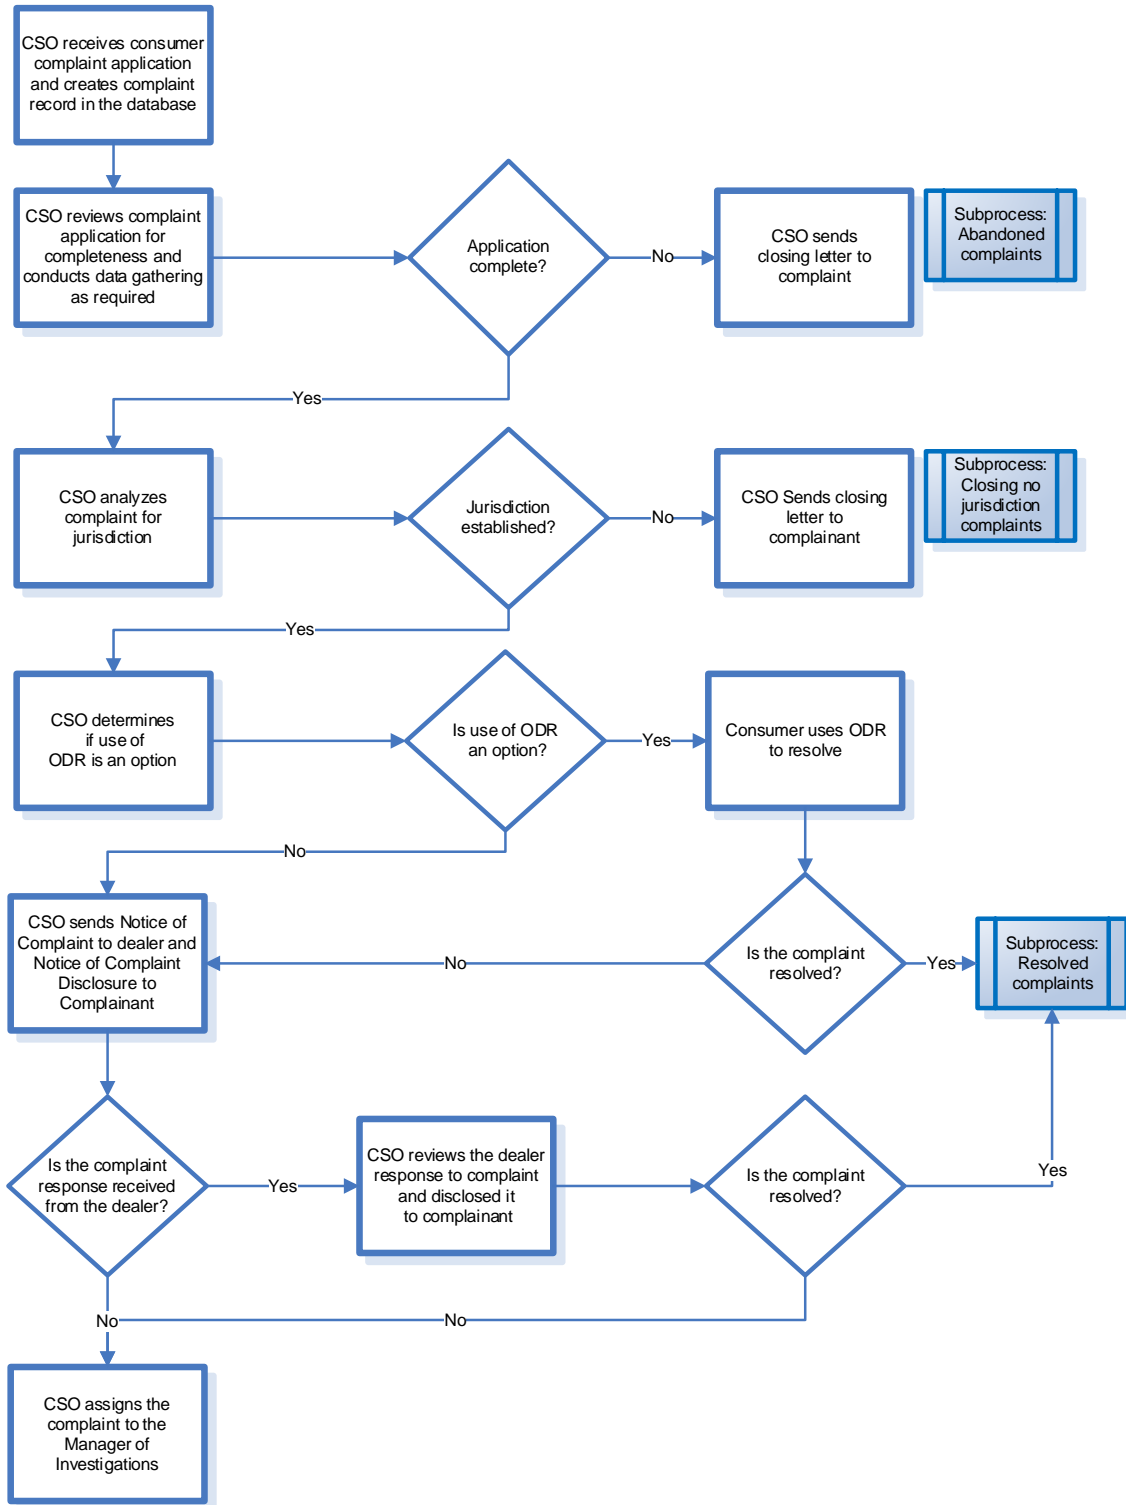 CSO receives consumer
complaint application
and creates complaint
record in the database
CSO reviews complaint
application for
completeness and
conducts data gathering
as required
Application
complete?
No
CSO sends
closing letter to
complaint
Subprocess:
Abandoned
complaints
Yes
CSO analyzes
complaint for
jurisdiction
Jurisdiction
established?
No
CSO Sends closing
letter to
complainant
Subprocess:
Closing no
jurisdiction
complaints
Yes
CSO determines
if use of
ODR is an option
Is use of ODR
an option?
Yes
Consumer uses ODR
to resolve
No
CSO sends Notice of
Complaint to dealer and
Notice of Complaint
Disclosure to
Complainant
No
Is the complaint
resolved?
Yes
Subprocess:
Resolved
complaints
Is the complaint
response received
from the dealer?
Yes
CSO reviews the dealer
response to complaint
and disclosed it
to complainant
Is the complaint
resolved?
Yes
No
No
CSO assigns the
complaint to the
Manager of
Investigations